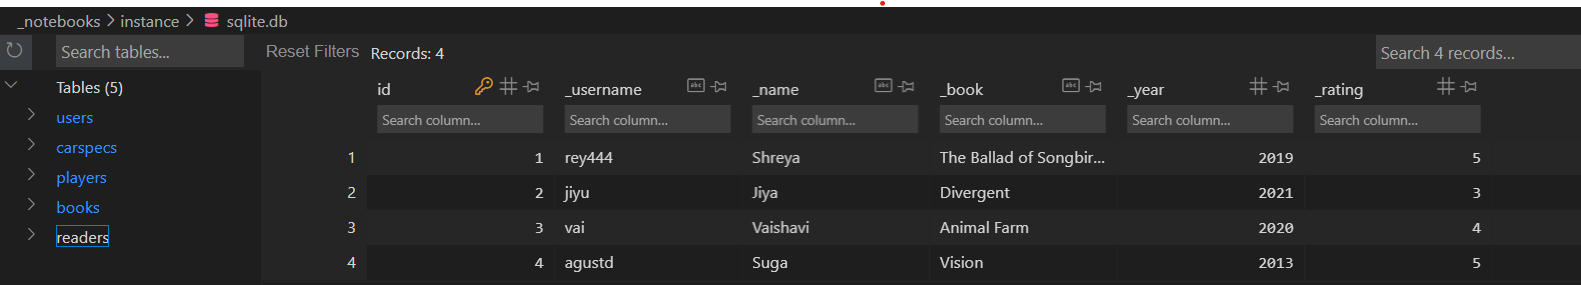 _notebooks > instance > sqlite.db
Search tables... Reset Filters Records: 4 Search 4 records...
Tables (5)
users
carspecs
players
books
readers
id _username abc _name abc _book abc _year _rating
Search column... Search column... Search column... Search column... Search column... Search column...
1 1 rey444 Shreya The Ballad of Songbir... 2019 5
2 2 jiyu Jiya Divergent 2021 3
3 3 vai Vaishavi Animal Farm 2020 4
4 4 agustd Suga Vision 2013 5